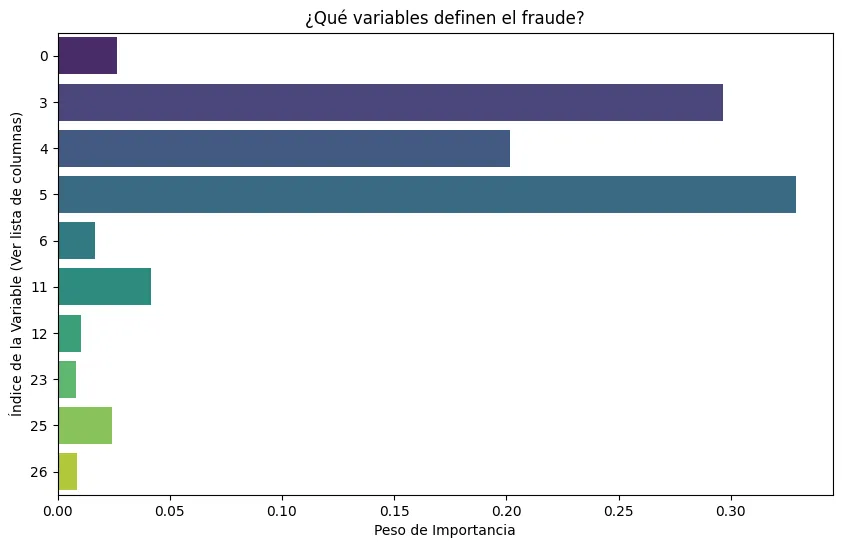 ¿Qué variables definen el fraude?
Índice de la Variable (Ver lista de columnas)
0
3
4
5
6
11
12
23
25
26
0.00 0.05 0.10 0.15 0.20 0.25 0.30
Peso de Importancia